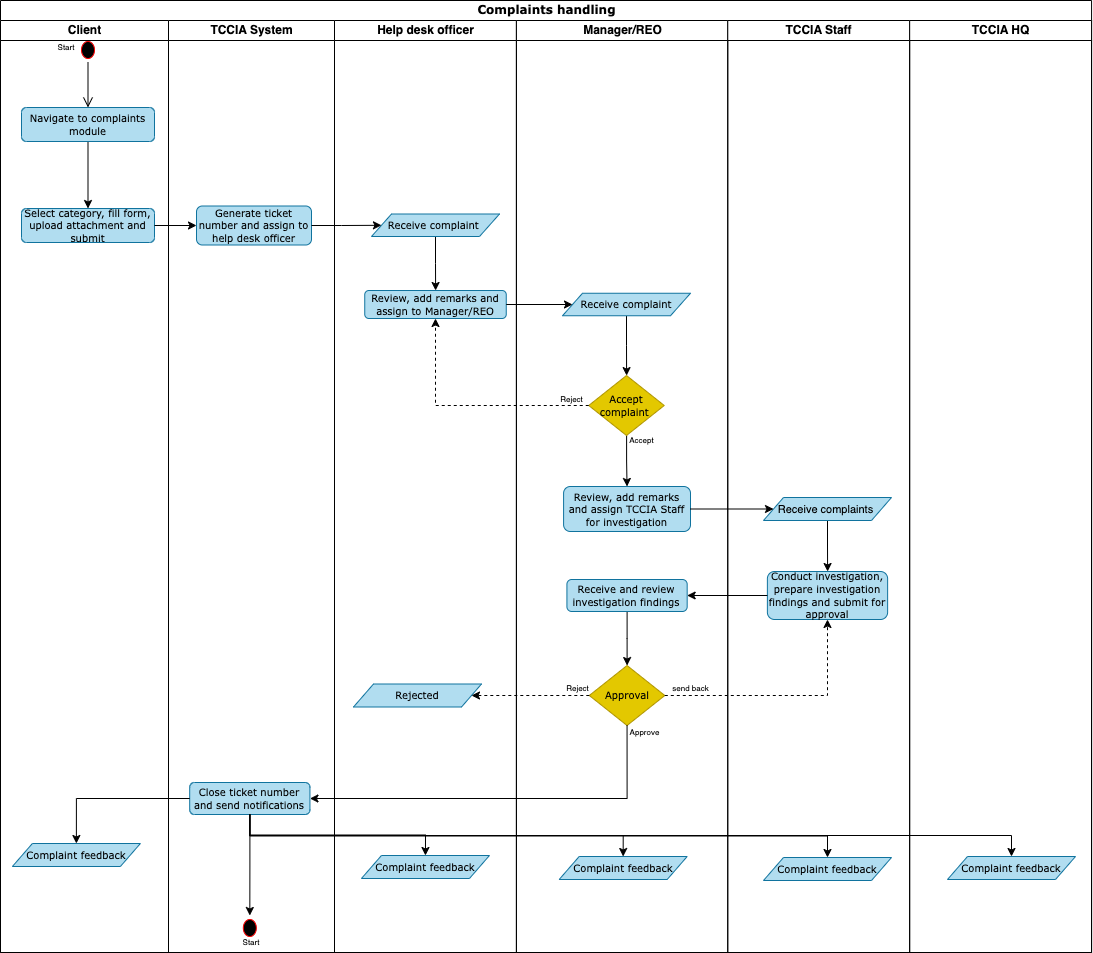 Complaints handling
Client
TCCIA System
Help desk officer
Manager/REO
TCCIA Staff
TCCIA HQ
Start
Navigate to complaints
module
Select category, fill form,
upload attachment and
submit
Generate ticket
number and assign to
help desk officer
Receive complaint
Review, add remarks and
assign to Manager/REO
Receive complaint
Reject
Accept
complaint
Accept
Review, add remarks
and assign TCCIA Staff
for investigation
Receive complaints
Receive and review
investigation findings
Conduct investigation,
prepare investigation
findings and submit for
approval
Rejected
Reject
Approval
send back
Approve
Close ticket number
and send notifications
Complaint feedback
Complaint feedback
Complaint feedback
Complaint feedback
Complaint feedback
Start